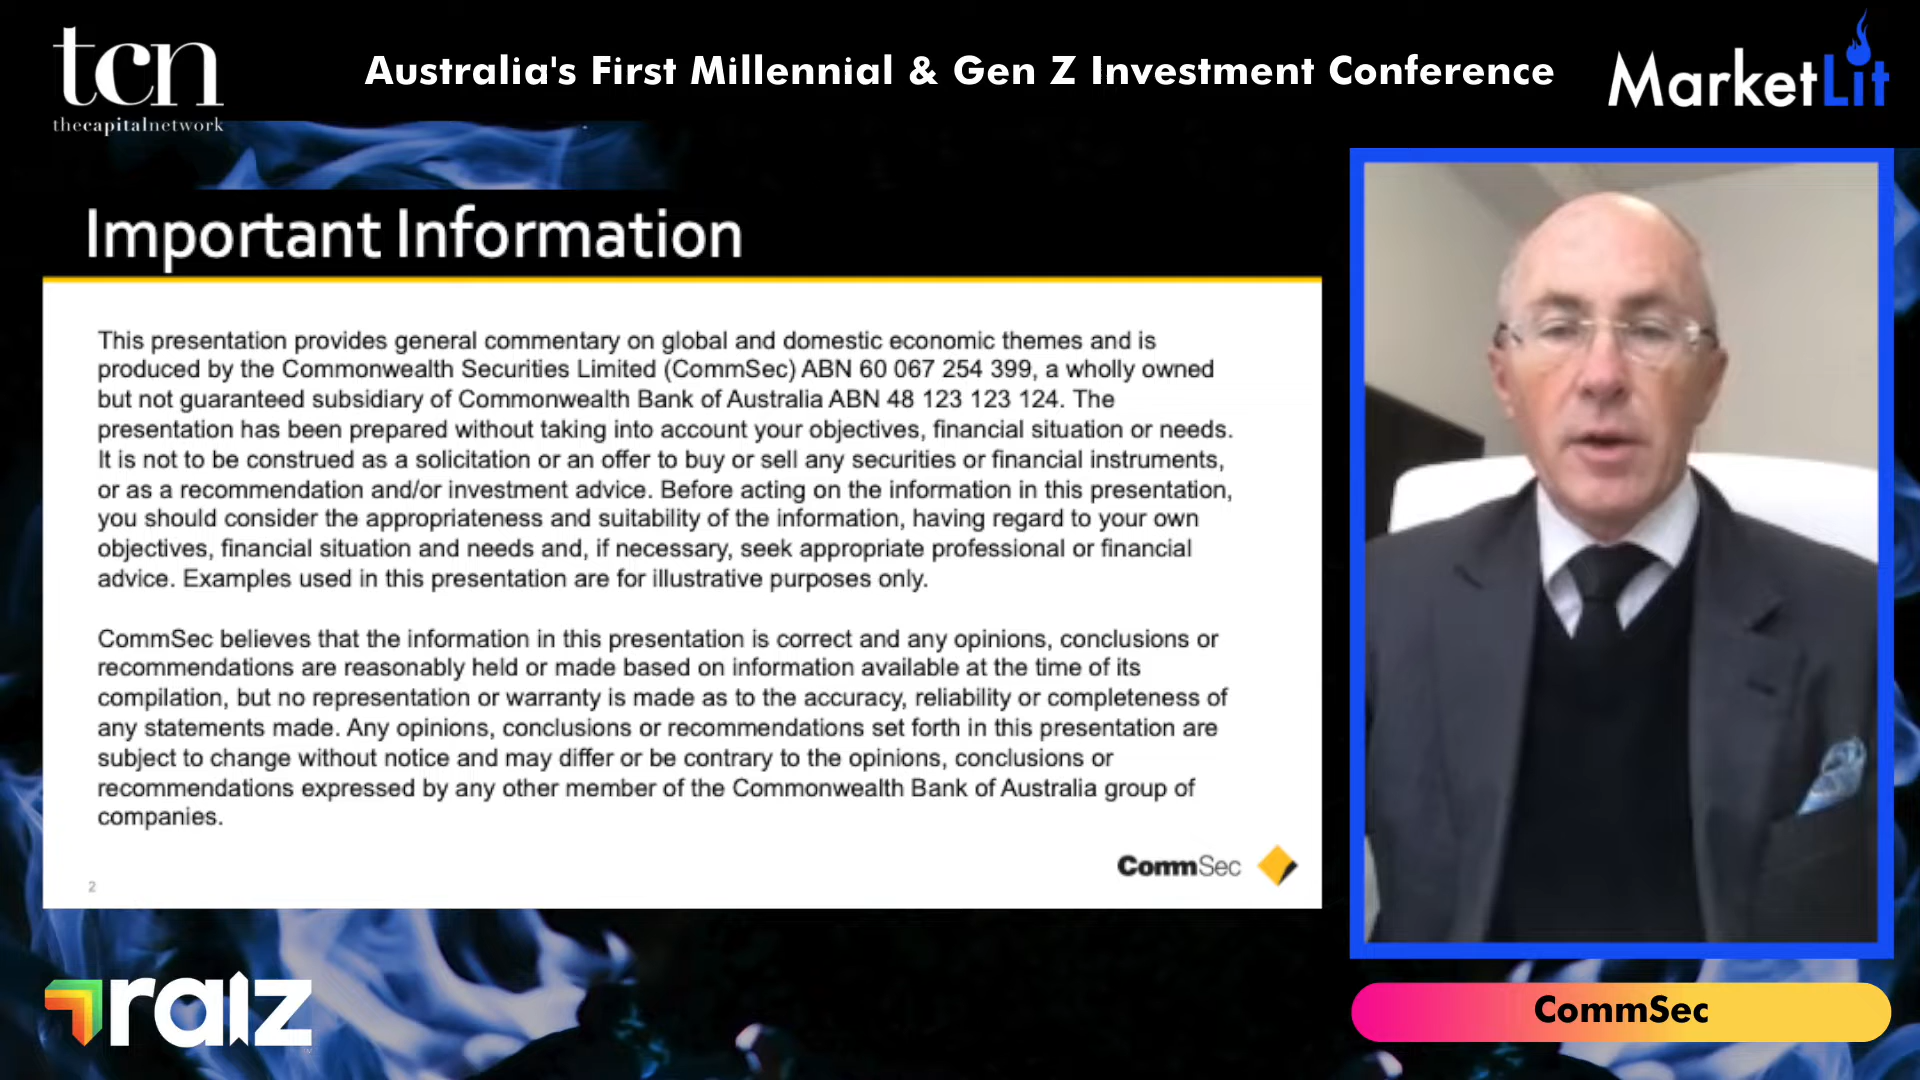 tcn
thecapitalnetwork
Australia's First Millennial & Gen Z Investment Conference
MarketLit
Important Information
This presentation provides general commentary on global and domestic economic themes and is
produced by the Commonwealth Securities Limited (CommSec) ABN 60 067 254 399, a wholly owned
but not guaranteed subsidiary of Commonwealth Bank of Australia ABN 48 123 123 124. The
presentation has been prepared without taking into account your objectives, financial situation or needs.
It is not to be construed as a solicitation or an offer to buy or sell any securities or financial instruments,
or as a recommendation and/or investment advice. Before acting on the information in this presentation,
you should consider the appropriateness and suitability of the information, having regard to your own
objectives, financial situation and needs and, if necessary, seek appropriate professional or financial
advice. Examples used in this presentation are for illustrative purposes only.
CommSec believes that the information in this presentation is correct and any opinions, conclusions or
recommendations are reasonably held or made based on information available at the time of its
compilation, but no representation or warranty is made as to the accuracy, reliability or completeness of
any statements made. Any opinions, conclusions or recommendations set forth in this presentation are
subject to change without notice and may differ or be contrary to the opinions, conclusions or
recommendations expressed by any other member of the Commonwealth Bank of Australia group of
companies.
CommSec
2
raiz
CommSec